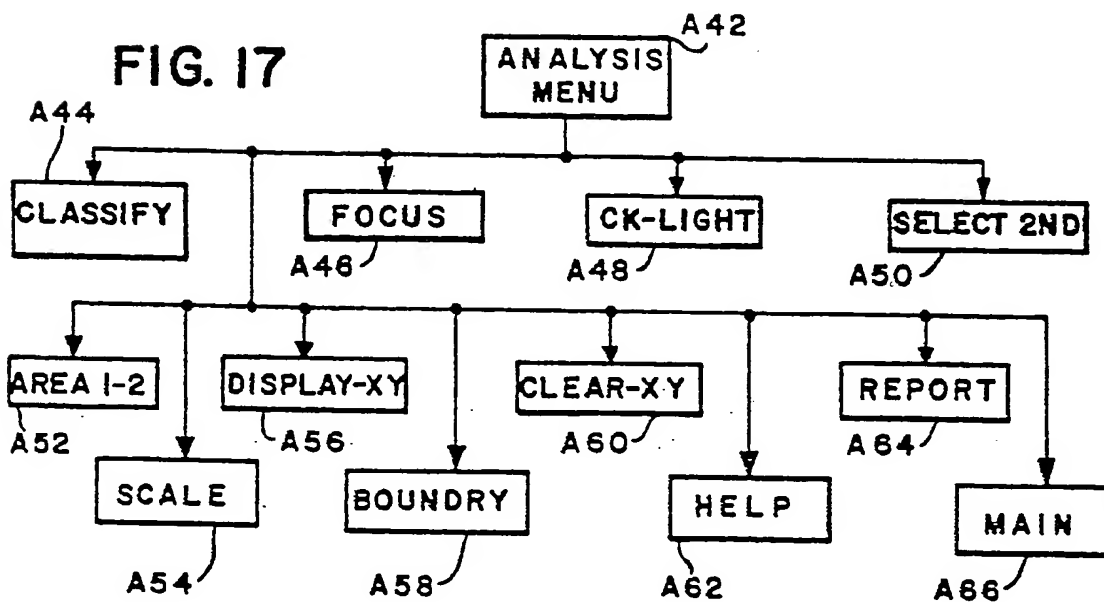 FIG. 17
A42
ANALYSIS
MENU
A44
CLASSIFY
FOCUS
CK-LIGHT
SELECT 2ND
A46
A48
A50
AREA 1-2
DISPLAY-XY
CLEAR-XY
REPORT
A52
A56
A60
A64
SCALE
BOUNDRY
HELP
MAIN
A54
A58
A62
A66